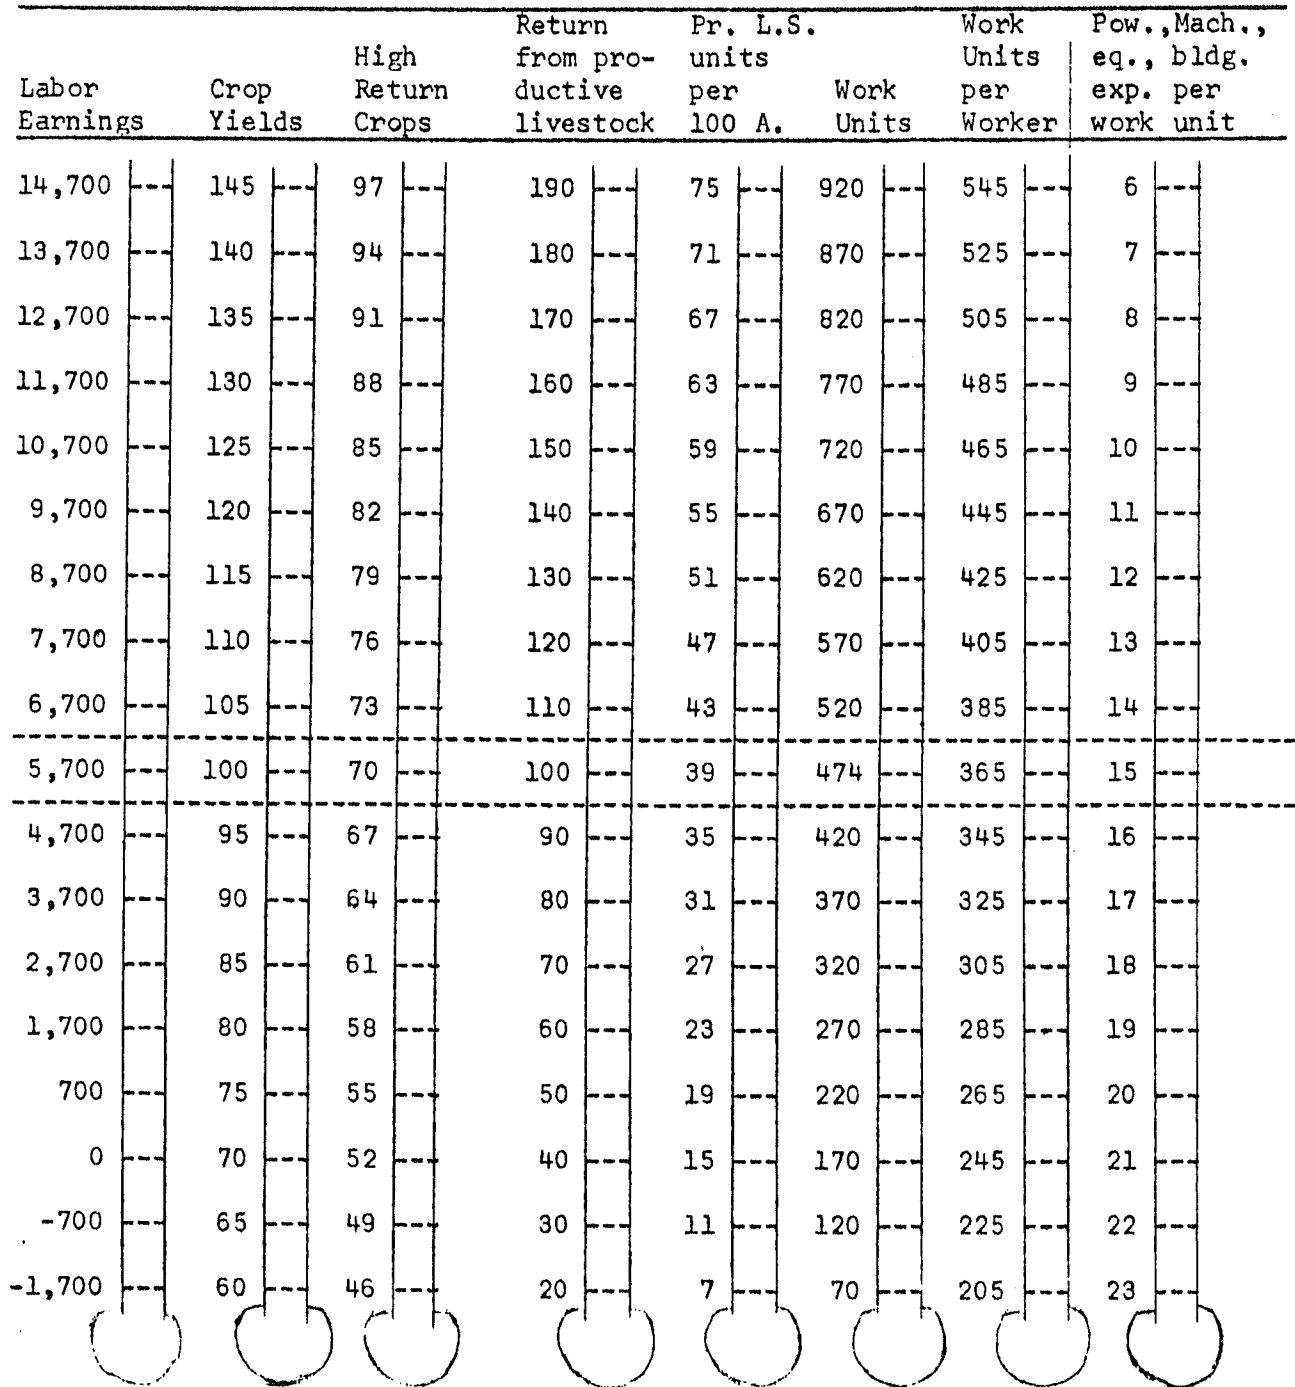 Return Pr. L.S. Work Pow.,Mach.,
High from pro- units Units eq., bldg.
Labor Crop Return ductive per Work per exp. per
Earnings Yields Crops livestock 100 A. Units Worker work unit
14,700 145 97 190 75 920 545 6
13,700 140 94 180 71 870 525 7
12,700 135 91 170 67 820 505 8
11,700 130 88 160 63 770 485 9
10,700 125 85 150 59 720 465 10
9,700 120 82 140 55 670 445 11
8,700 115 79 130 51 620 425 12
7,700 110 76 120 47 570 405 13
6,700 105 73 110 43 520 385 14
5,700 100 70 100 39 474 365 15
4,700 95 67 90 35 420 345 16
3,700 90 64 80 31 370 325 17
2,700 85 61 70 27 320 305 18
1,700 80 58 60 23 270 285 19
700 75 55 50 19 220 265 20
0 70 52 40 15 170 245 21
-700 65 49 30 11 120 225 22
-1,700 60 46 20 7 70 205 23